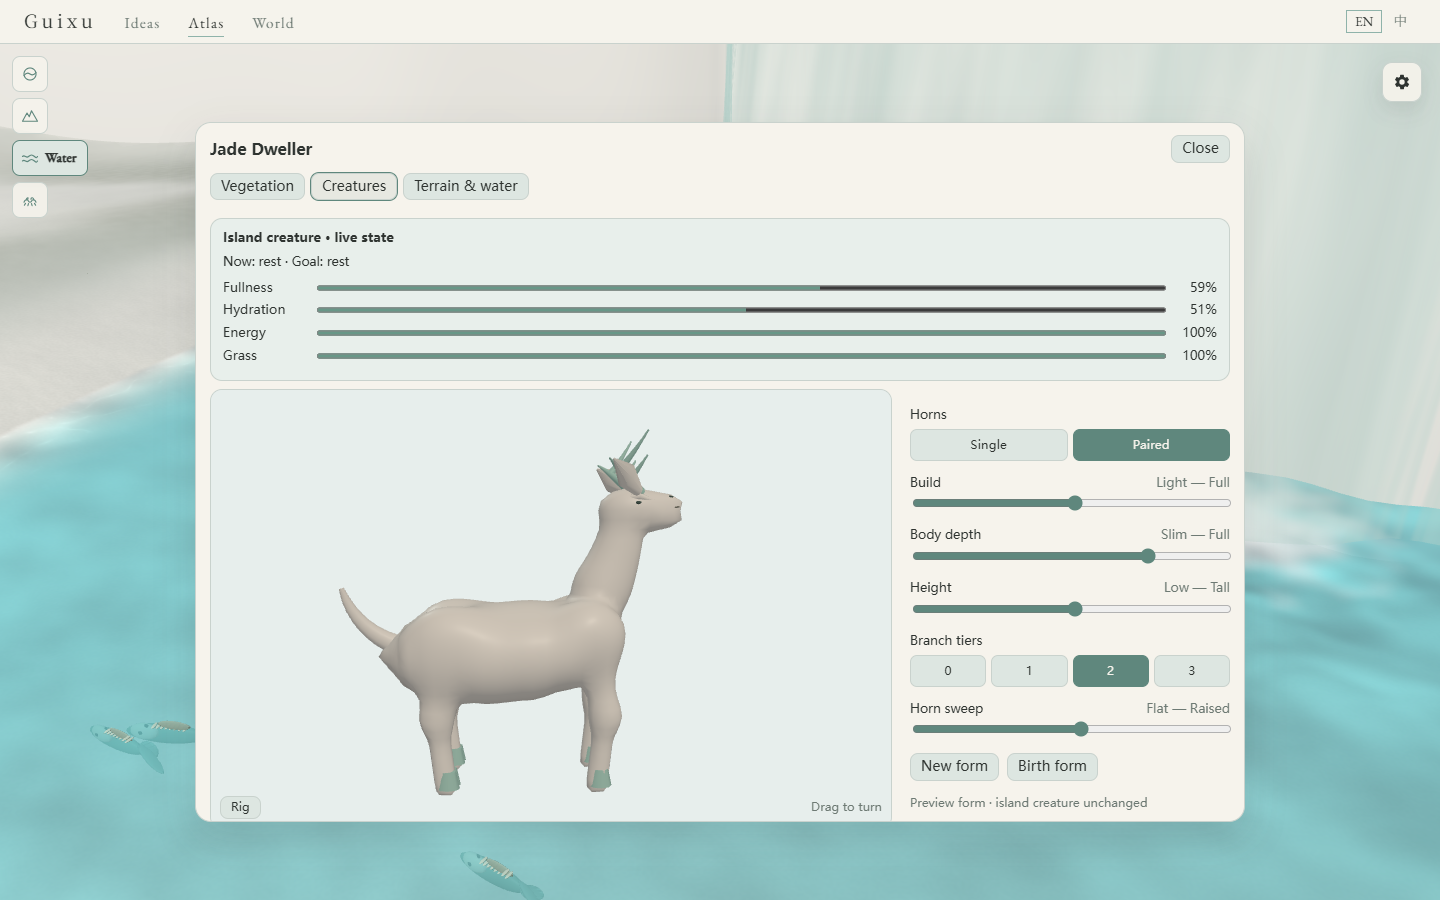 Guixu Ideas Atlas World EN 中
Water
Jade Dweller Close
Vegetation Creatures Terrain & water
Island creature • live state
Now: rest · Goal: rest
Fullness 59%
Hydration 51%
Energy 100%
Grass 100%
Horns
Single Paired
Build Light — Full
Body depth Slim — Full
Height Low — Tall
Branch tiers
0 1 2 3
Horn sweep Flat — Raised
New form Birth form
Preview form · island creature unchanged
Rig Drag to turn